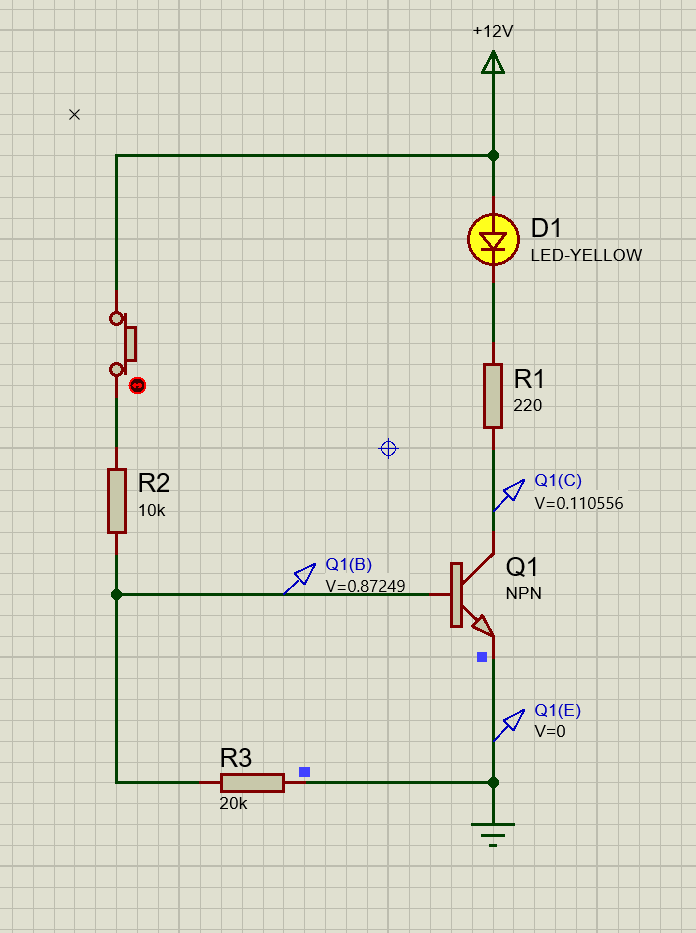 +12V
D1
LED-YELLOW
R1
220
R2
10k
Q1(C)
V=0.110556
Q1(B)
V=0.87249
Q1
NPN
Q1(E)
V=0
R3
20k